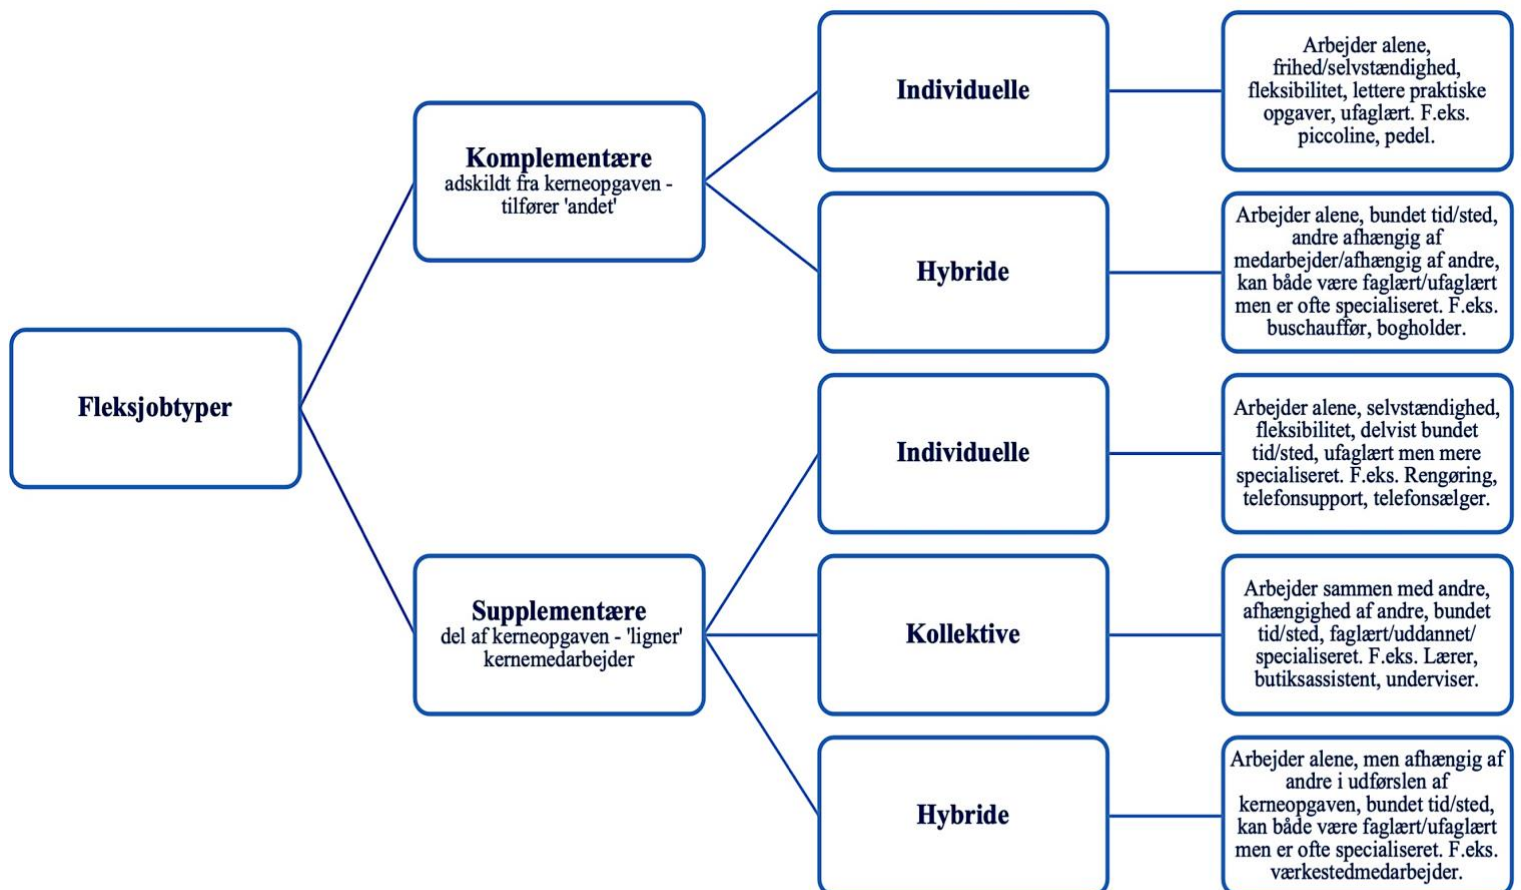 Fleksjobtyper
Komplementære
adskildt fra kerneopgaven -
tilfører 'andet'
Individuelle
Arbejder alene,
frihed/selvstændighed,
fleksibilitet, lettere praktiske
opgaver, ufaglært. F.eks.
piccoline, pedel.
Hybride
Arbejder alene, bundet tid/sted,
andre afhængig af
medarbejder/afhængig af andre,
kan både være faglært/ufaglært
men er ofte specialiseret. F.eks.
buschauffør, bogholder.
Supplementære
del af kerneopgaven - 'ligner'
kernemedarbejder
Individuelle
Arbejder alene, selvstændighed,
fleksibilitet, delvist bundet
tid/sted, ufaglært men mere
specialiseret. F.eks. Rengøring,
telefonsupport, telefonsælger.
Kollektive
Arbejder sammen med andre,
afhængighed af andre, bundet
tid/sted, faglært/uddannet/
specialiseret. F.eks. Lærer,
butiksassistent, underviser.
Hybride
Arbejder alene, men afhængig af
andre i udførslen af
kerneopgaven, bundet tid/sted,
kan både være faglært/ufaglært
men er ofte specialiseret. F.eks.
værkestedmedarbejder.